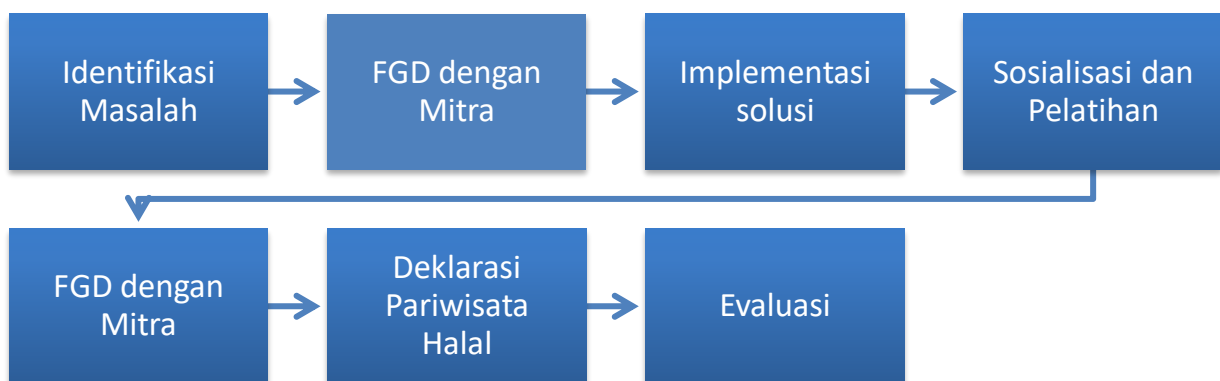 Identifikasi
Masalah
FGD dengan
Mitra
Implementasi
solusi
Sosialisasi dan
Pelatihan
FGD dengan
Mitra
Deklarasi
Pariwisata
Halal
Evaluasi